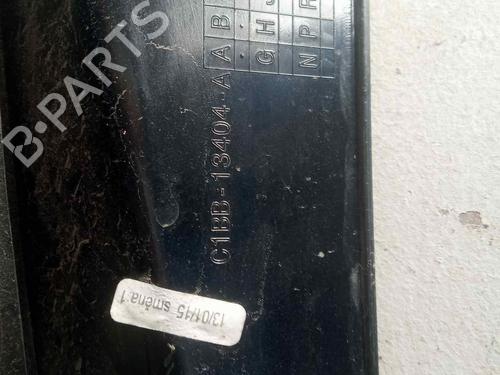 B-PARTS
C1BB-13404-A
A B
G H J
N P R
13/01/15 směna:1